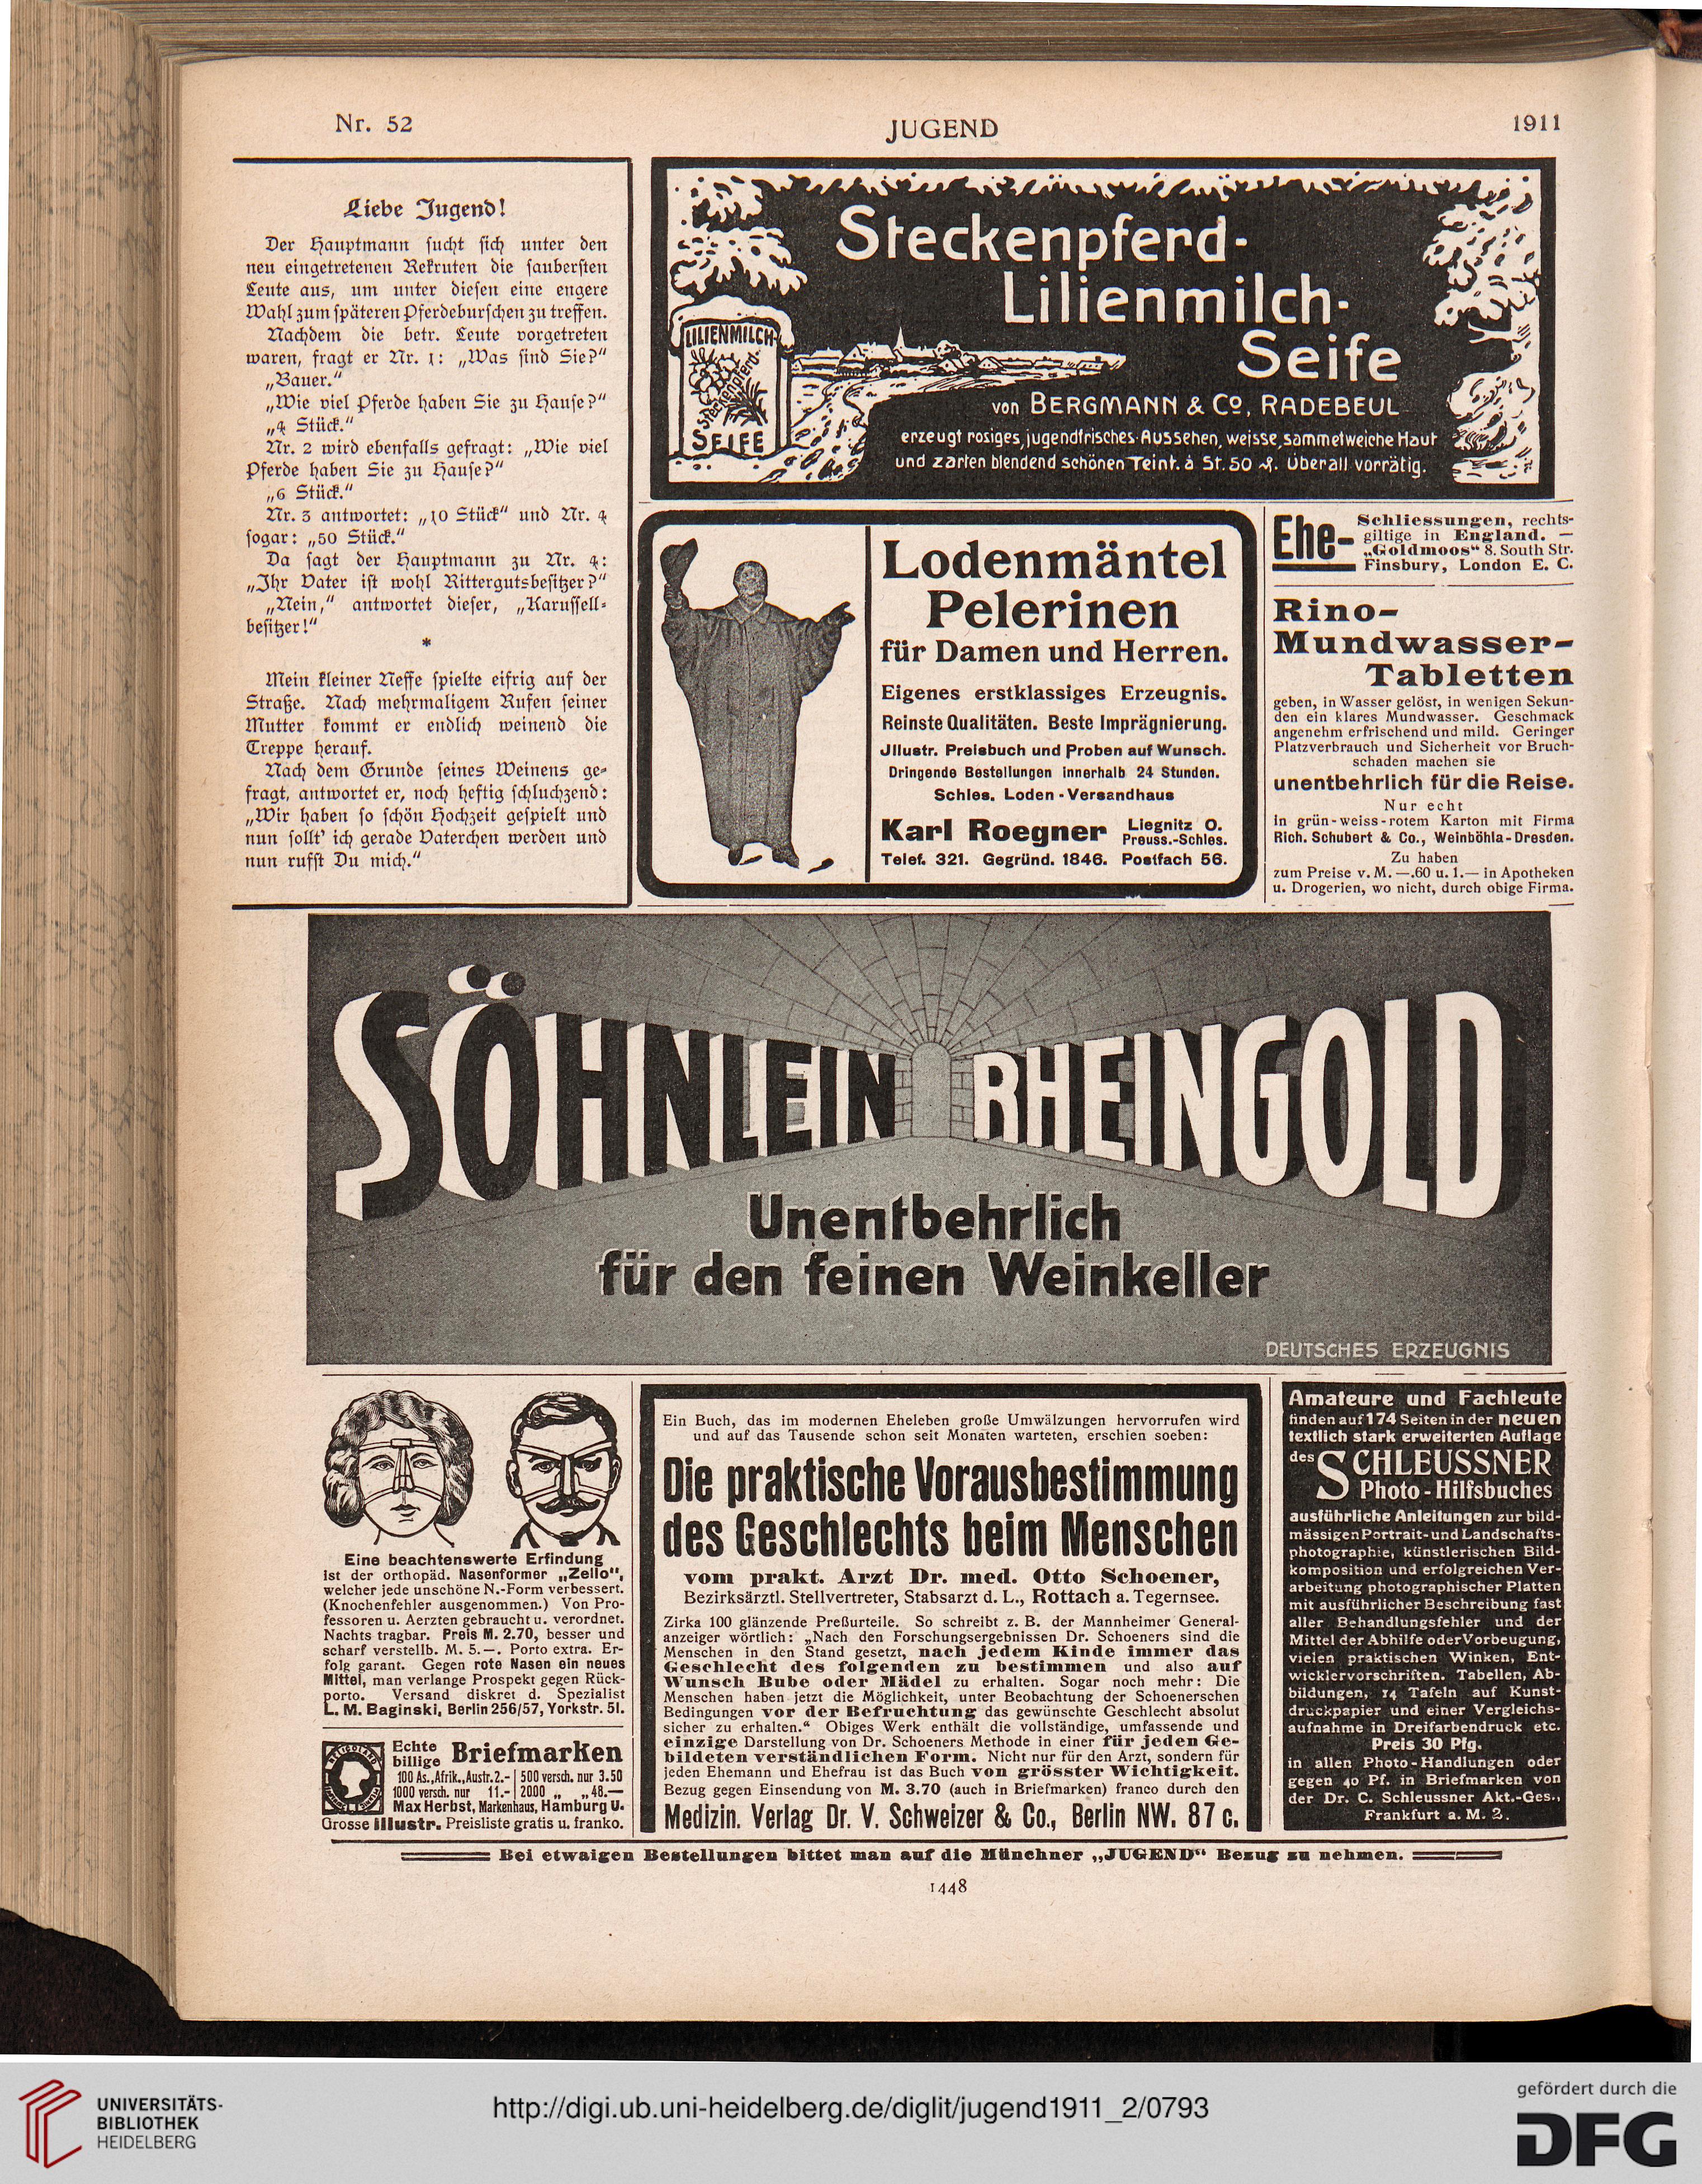 Nr. 52
JUGEND
1911
Liebe Jugend!
Der Hauptmann sucht sich unter den
neu eingetretenen Rekruten die saubersten
Leute aus, um unter diesen eine engere
Wahl zum späteren Pferdeburschen zu treffen.
Nachdem die betr. Leute vorgetreten
waren, fragt er Nr. 1: „Was sind Sie?“
„Bauer.“
„Wie viel Pferde haben Sie zu Hause?“
„4 Stück.“
Nr. 2 wird ebenfalls gefragt: „Wie viel
Pferde haben Sie zu Hause?“
„6 Stück.“
Nr. 3 antwortet: „10 Stück“ und Nr. 4
sogar: „50 Stück.“
Da sagt der Hauptmann zu Nr. 4:
„Ihr Vater ist wohl Rittergutsbesitzer?“
„Nein,“ antwortet dieser, „Karussell-
besitzer!“
*
Mein kleiner Neffe spielte eifrig auf der
Straße. Nach mehrmaligem Rufen seiner
Mutter kommt er endlich weinend die
Treppe herauf.
Nach dem Grunde seines Weinens ge-
fragt, antwortet er, noch heftig schluchzend:
„Wir haben so schön Hochzeit gespielt und
nun sollt' ich gerade Vaterchen werden und
nun rufst Du mich.“
Steckenpferd-
Lilienmilch-
Seife
von BERGMANN & Co, RADEBEUL
erzeugt rosiges, jugendfrisches Aussehen, weisse, sammetweiche Haut
und zarten blendend schönen Teint. à St. 50 ₰. Überall vorrätig.
LILIENMILCH
Steckenpferd-
SEIFE
Lodenmäntel
Pelerinen
für Damen und Herren.
Eigenes erstklassiges Erzeugnis.
Reinste Qualitäten. Beste Imprägnierung.
Jllustr. Preisbuch und Proben auf Wunsch.
Dringende Bestellungen innerhalb 24 Stunden.
Schles. Loden-Versandhaus
Karl Roegner Liegnitz O.
Preuss.-Schles.
Telef. 321. Gegründ. 1846. Postfach 56.
Ehe- Schliessungen, rechts-
giltige in England. —
„Goldmoos“ 8. South Str.
Finsbury, London E. C.
Rino-
Mundwasser-
Tabletten
geben, in Wasser gelöst, in wenigen Sekun-
den ein klares Mundwasser. Geschmack
angenehm erfrischend und mild. Geringer
Platzverbrauch und Sicherheit vor Bruch-
schaden machen sie
unentbehrlich für die Reise.
Nur echt
in grün-weiss-rotem Karton mit Firma
Rich. Schubert & Co., Weinböhla-Dresden.
Zu haben
zum Preise v. M. —.60 u. 1.— in Apotheken
u. Drogerien, wo nicht, durch obige Firma.
SÖHNLEIN RHEINGOLD
Unentbehrlich
für den feinen Weinkeller
DEUTSCHES ERZEUGNIS
Eine beachtenswerte Erfindung
ist der orthopäd. Nasenformer „Zello“,
welcher jede unschöne N.-Form verbessert.
(Knochenfehler ausgenommen.) Von Pro-
fessoren u. Aerzten gebraucht u. verordnet.
Nachts tragbar. Preis M. 2.70, besser und
scharf verstellb. M. 5.—. Porto extra. Er-
folg garant. Gegen rote Nasen ein neues
Mittel, man verlange Prospekt gegen Rück-
porto. Versand diskret d. Spezialist
L. M. Baginski, Berlin 256/57, Yorkstr. 51.
Echte
billige Briefmarken
100 As., Afrik., Austr. 2.- | 500 versch. nur 3.50
1000 versch. nur 11.- | 2000 „ „ 48.—
Max Herbst, Markenhaus, Hamburg U.
Grosse illustr. Preisliste gratis u. franko.
Ein Buch, das im modernen Eheleben große Umwälzungen hervorrufen wird
und auf das Tausende schon seit Monaten warteten, erschien soeben:
Die praktische Vorausbestimmung
des Geschlechts beim Menschen
vom prakt. Arzt Dr. med. Otto Schoener,
Bezirksärztl. Stellvertreter, Stabsarzt d. L., Rottach a. Tegernsee.
Zirka 100 glänzende Preßurteile. So schreibt z. B. der Mannheimer General-
anzeiger wörtlich: „Nach den Forschungsergebnissen Dr. Schoeners sind die
Menschen in den Stand gesetzt, nach jedem Kinde immer das
Geschlecht des folgenden zu bestimmen und also auf
Wunsch Bube oder Mädel zu erhalten. Sogar noch mehr: Die
Menschen haben jetzt die Möglichkeit, unter Beobachtung der Schoenerschen
Bedingungen vor der Befruchtung das gewünschte Geschlecht absolut
sicher zu erhalten.“ Obiges Werk enthält die vollständige, umfassende und
einzige Darstellung von Dr. Schoeners Methode in einer für jeden Ge-
bildeten verständlichen Form. Nicht nur für den Arzt, sondern für
jeden Ehemann und Ehefrau ist das Buch von grösster Wichtigkeit.
Bezug gegen Einsendung von M. 3.70 (auch in Briefmarken) franco durch den
Medizin. Verlag Dr. V. Schweizer & Co., Berlin NW. 87 c.
Amateure und Fachleute
finden auf 174 Seiten in der neuen
textlich stark erweiterten Auflage
des SCHLEUSSNER
Photo-Hilfsbuches
ausführliche Anleitungen zur bild-
mässigen Portrait- und Landschafts-
photographie, künstlerischen Bild-
komposition und erfolgreichen Ver-
arbeitung photographischer Platten
mit ausführlicher Beschreibung fast
aller Behandlungsfehler und der
Mittel der Abhilfe oder Vorbeugung,
vielen praktischen Winken, Ent-
wicklervorschriften. Tabellen, Ab-
bildungen, 14 Tafeln auf Kunst-
druckpapier und einer Vergleichs-
aufnahme in Dreifarbendruck etc.
Preis 30 Pfg.
in allen Photo-Handlungen oder
gegen 40 Pf. in Briefmarken von
der Dr. C. Schleussner Akt.-Ges.,
Frankfurt a. M. 2.
Bei etwaigen Bestellungen bittet man auf die Münchner „JUGEND“ Bezug zu nehmen.
1448
UNIVERSITÄTS-
BIBLIOTHEK
HEIDELBERG
http://digi.ub.uni-heidelberg.de/diglit/jugend1911_2/0793
gefördert durch die
DFG